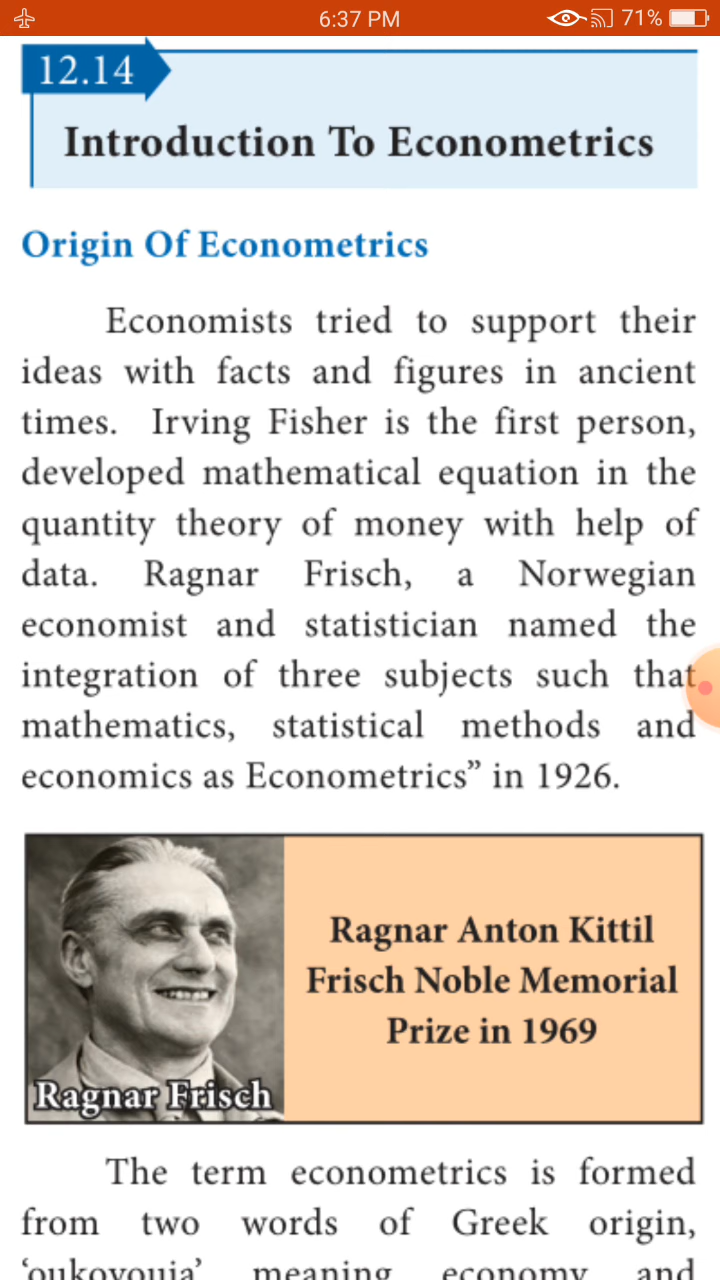 6:37 PM
71%
12.14
Introduction To Econometrics
Origin Of Econometrics
Economists tried to support their
ideas with facts and figures in ancient
times. Irving Fisher is the first person,
developed mathematical equation in the
quantity theory of money with help of
data. Ragnar Frisch, a Norwegian
economist and statistician named the
integration of three subjects such that
mathematics, statistical methods and
economics as Econometrics” in 1926.
Ragnar Frisch
Ragnar Anton Kittil
Frisch Noble Memorial
Prize in 1969
The term econometrics is formed
from two words of Greek origin,
meaning economy and